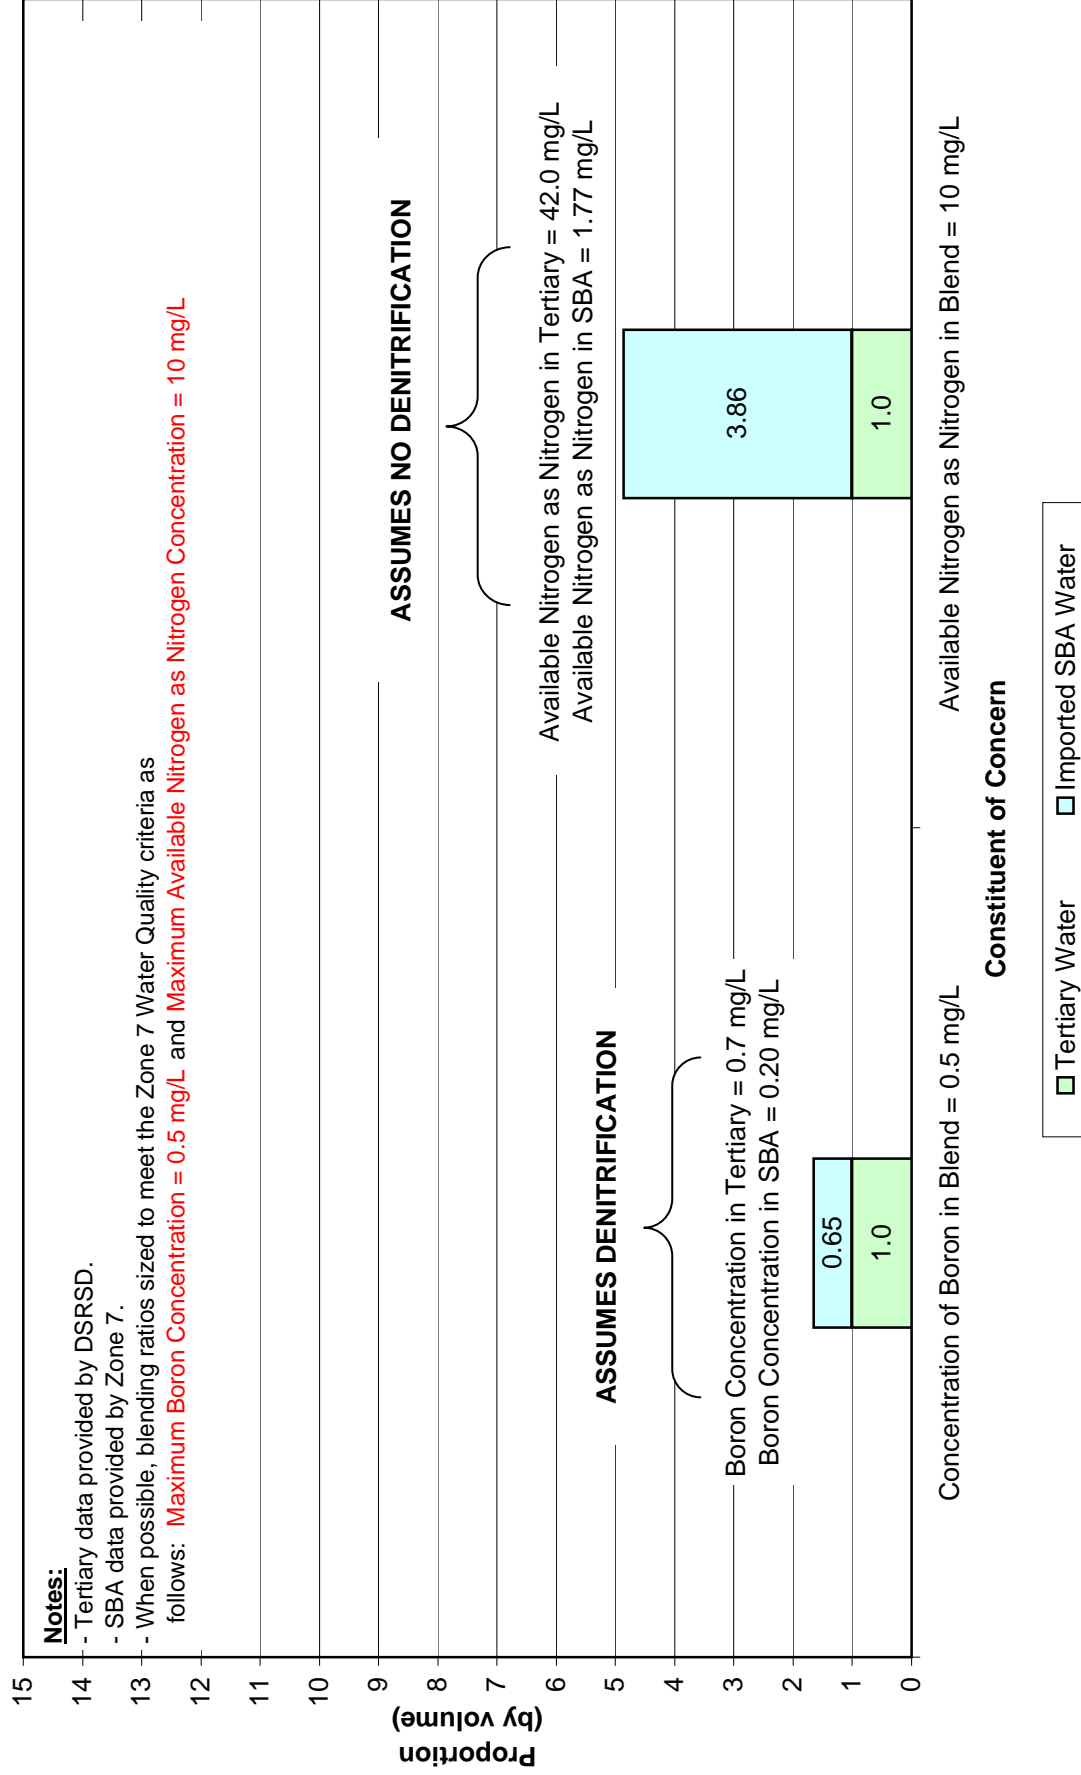 Notes:
- Tertiary data provided by DSRSD.
- SBA data provided by Zone 7.
- When possible, blending ratios sized to meet the Zone 7 Water Quality criteria as
follows: Maximum Boron Concentration = 0.5 mg/L and Maximum Available Nitrogen as Nitrogen Concentration = 10 mg/L
Proportion
(by volume)
15
14
13
12
11
10
9
8
7
6
5
4
3
2
1
0
ASSUMES DENITRIFICATION
Boron Concentration in Tertiary = 0.7 mg/L
Boron Concentration in SBA = 0.20 mg/L
0.65
1.0
Concentration of Boron in Blend = 0.5 mg/L
ASSUMES NO DENITRIFICATION
Available Nitrogen as Nitrogen in Tertiary = 42.0 mg/L
Available Nitrogen as Nitrogen in SBA = 1.77 mg/L
3.86
1.0
Available Nitrogen as Nitrogen in Blend = 10 mg/L
Constituent of Concern
Tertiary Water
Imported SBA Water